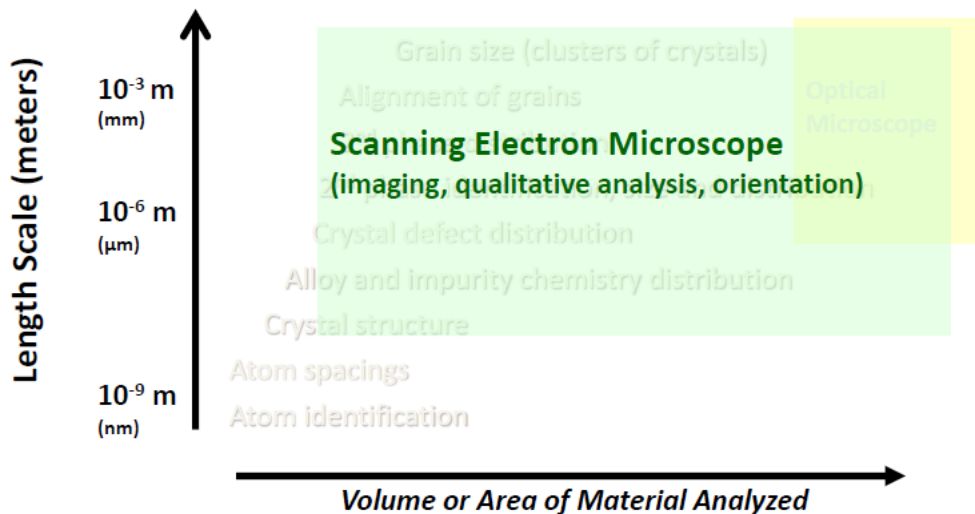 Length Scale (meters)
10⁻³ m
(mm)
10⁻⁶ m
(μm)
10⁻⁹ m
(nm)
Grain size (clusters of crystals)
Alignment of grains
Optical
Microscope
Scanning Electron Microscope
(imaging, qualitative analysis, orientation)
Crystal defect distribution
Alloy and impurity chemistry distribution
Crystal structure
Atom spacings
Atom identification
Volume or Area of Material Analyzed